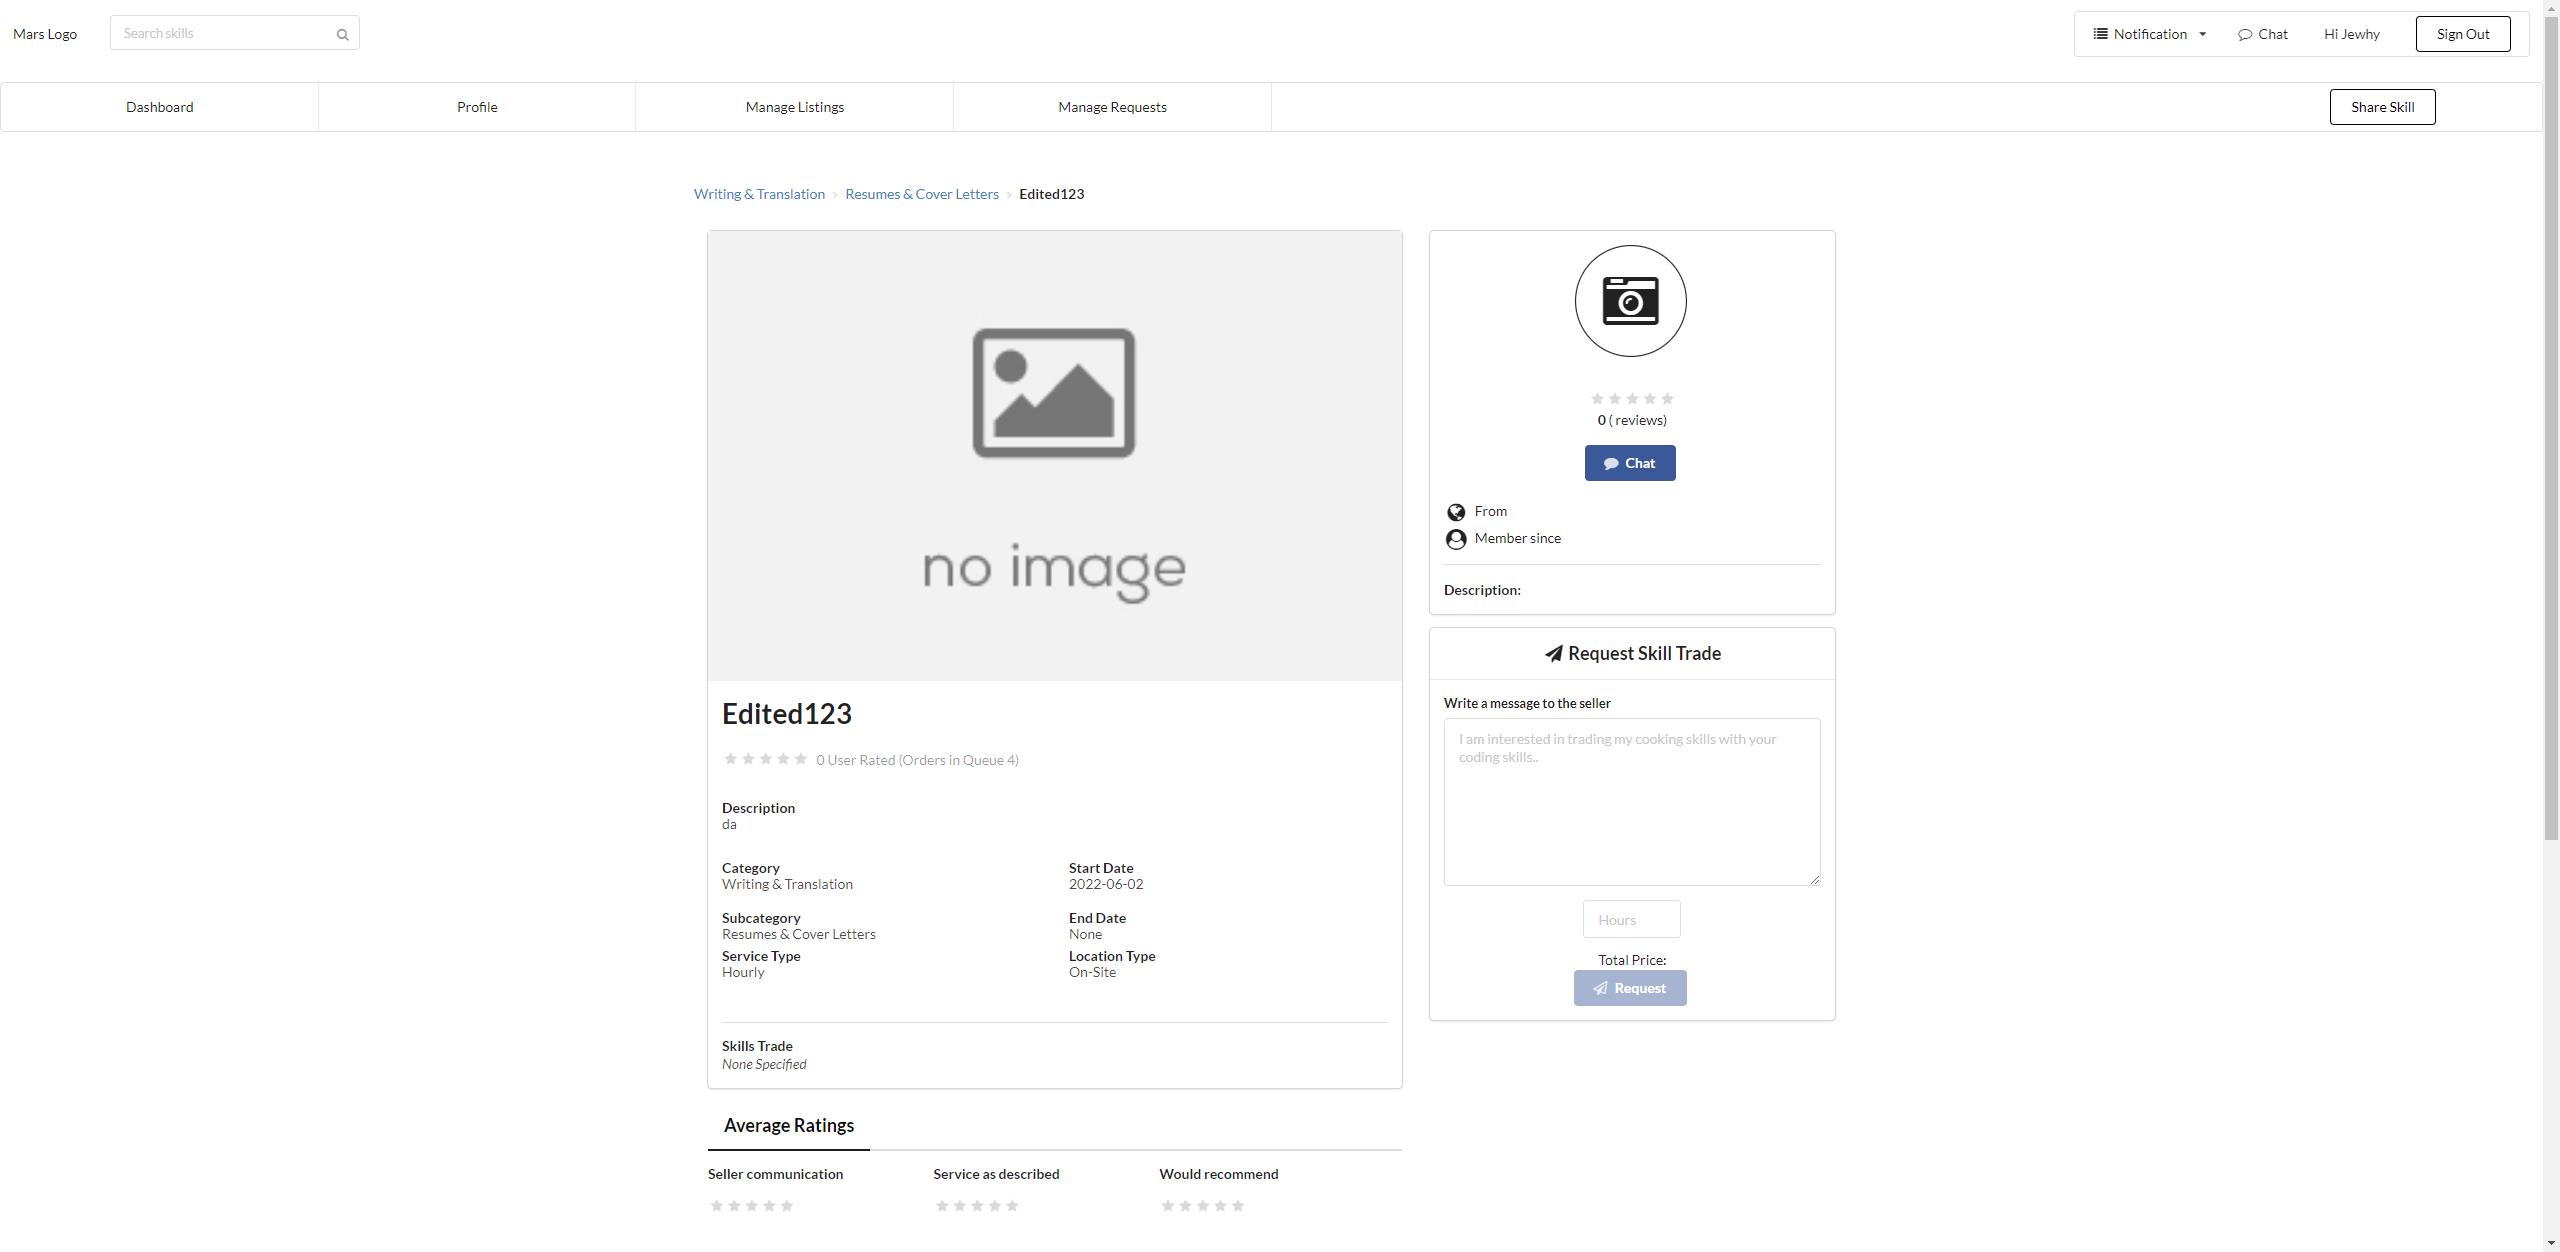 Mars Logo
Search skills
Notification
Chat
Hi Jewhy
Sign Out
Dashboard
Profile
Manage Listings
Manage Requests
Share Skill
Writing & Translation
Resumes & Cover Letters
Edited123
no image
Edited123
0 User Rated (Orders in Queue 4)
Description
da
Category
Writing & Translation
Start Date
2022-06-02
Subcategory
Resumes & Cover Letters
End Date
None
Service Type
Hourly
Location Type
On-Site
Skills Trade
None Specified
Average Ratings
Seller communication
Service as described
Would recommend
0 ( reviews)
Chat
From
Member since
Description:
Request Skill Trade
Write a message to the seller
I am interested in trading my cooking skills with your
coding skills..
Hours
Total Price:
Request